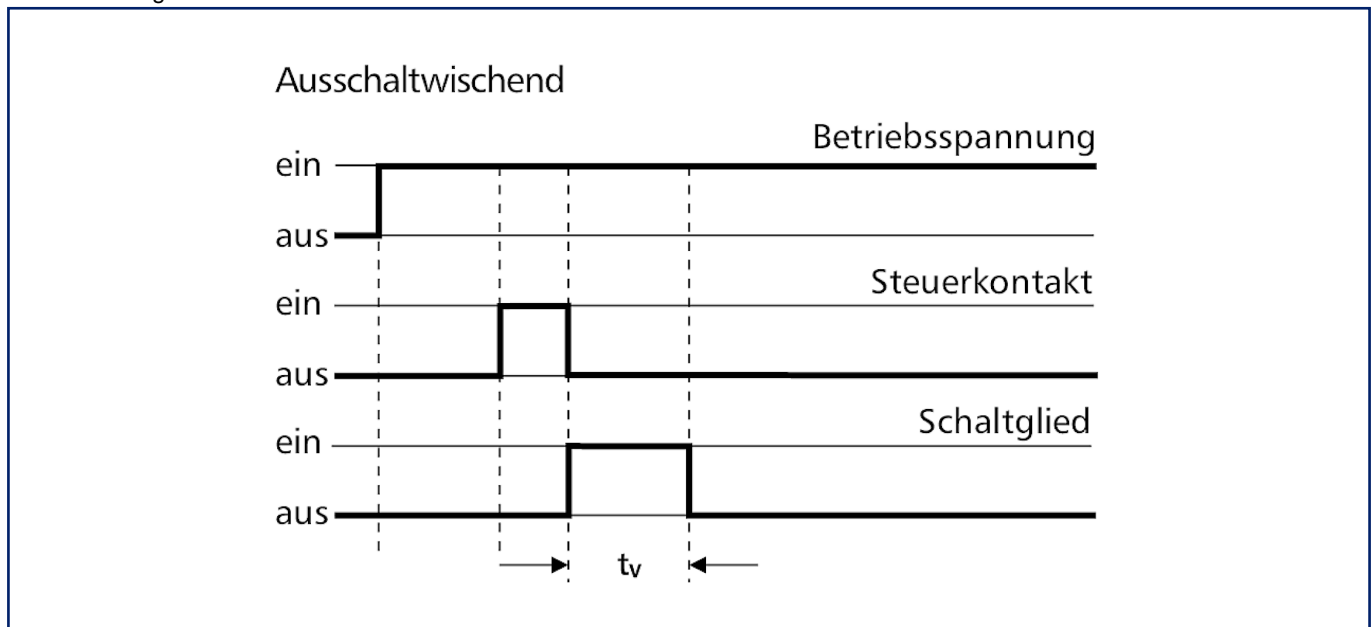 Ausschaltwischend
Betriebsspannung
ein
aus
Steuerkontakt
ein
aus
Schaltglied
ein
aus
tv